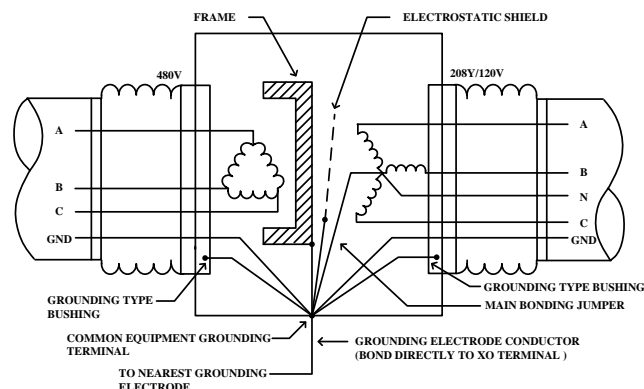 FRAME
ELECTROSTATIC SHIELD
480V
208Y/120V
A
A
B
B
N
C
C
GND
GND
GROUNDING TYPE
BUSHING
GROUNDING TYPE BUSHING
MAIN BONDING JUMPER
COMMON EQUIPMENT GROUNDING
TERMINAL
GROUNDING ELECTRODE CONDUCTOR
(BOND DIRECTLY TO XO TERMINAL )
TO NEAREST GROUNDING
ELECTRODE